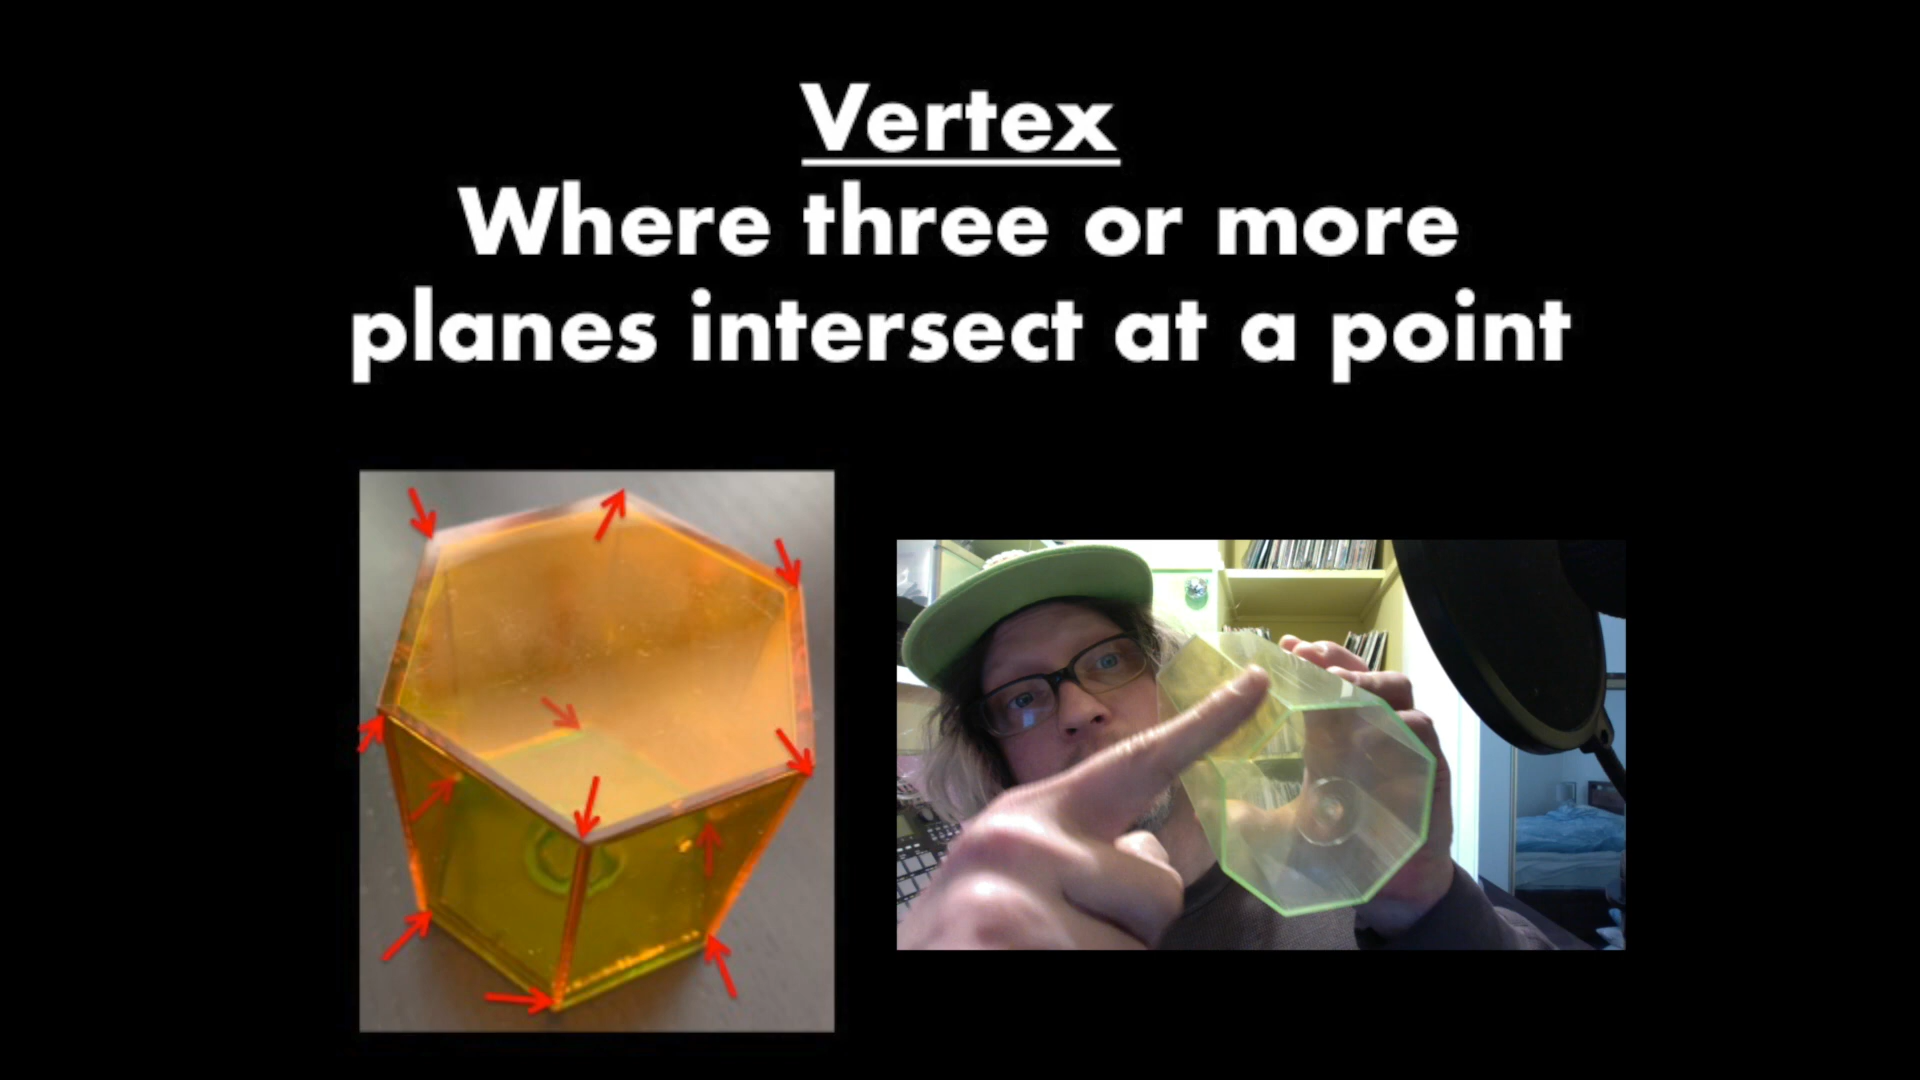 Vertex
Where three or more
planes intersect at a point